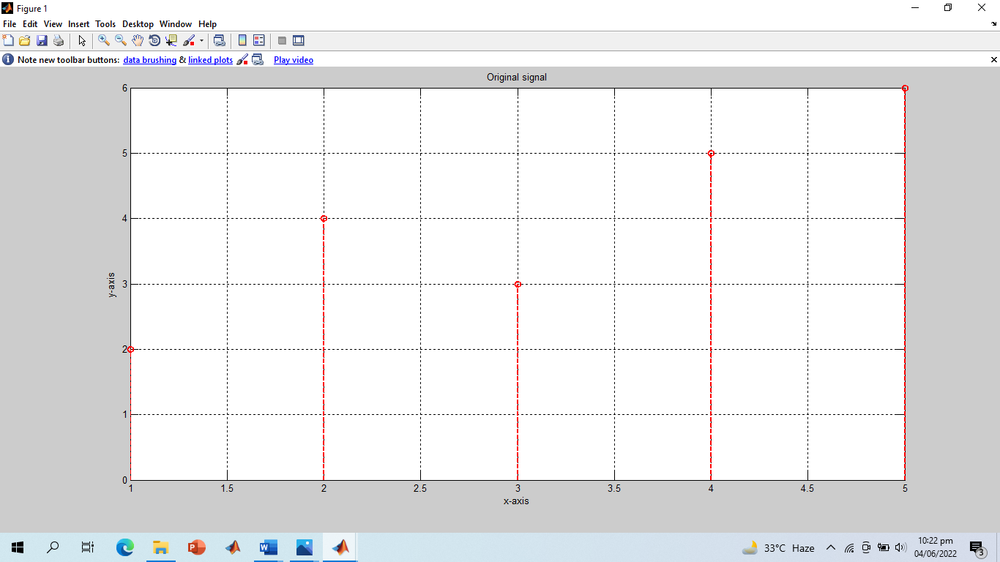 Figure 1
File Edit View Insert Tools Desktop Window Help
Note new toolbar buttons: data brushing & linked plots Play video
Original signal
6
5
4
3
2
1
0
y-axis
1 1.5 2 2.5 3 3.5 4 4.5 5
x-axis
33°C Haze
10:22 pm
04/06/2022
3